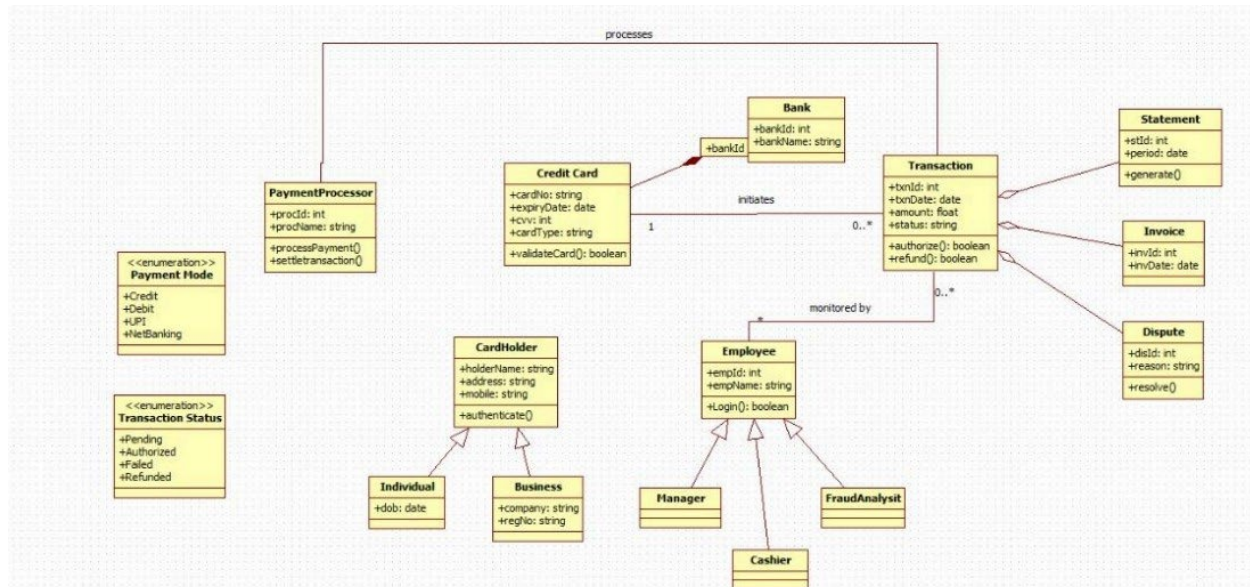 processes
Bank
+bankId: int
+bankName: string
+bankId
Statement
+stId: int
+period: date
+generate()
Credit Card
+cardNo: string
+expiryDate: date
+cvv: int
+cardType: string
+validateCard(): boolean
initiates
1
0..*
Transaction
+txnId: int
+txnDate: date
+amount: float
+status: string
+authorize(): boolean
+refund(): boolean
PaymentProcessor
+procId: int
+procName: string
+processPayment()
+settletransaction()
Invoice
+invId: int
+invDate: date
<<enumeration>>
Payment Mode
+Credit
+Debit
+UPI
+NetBanking
0..*
monitored by
*
Dispute
+disId: int
+reason: string
+resolve()
CardHolder
+holderName: string
+address: string
+mobile: string
+authenticate()
Employee
+empId: int
+empName: string
+Login(): boolean
<<enumeration>>
Transaction Status
+Pending
+Authorized
+Failed
+Refunded
Individual
+dob: date
Business
+company: string
+regNo: string
Manager
FraudAnalysit
Cashier